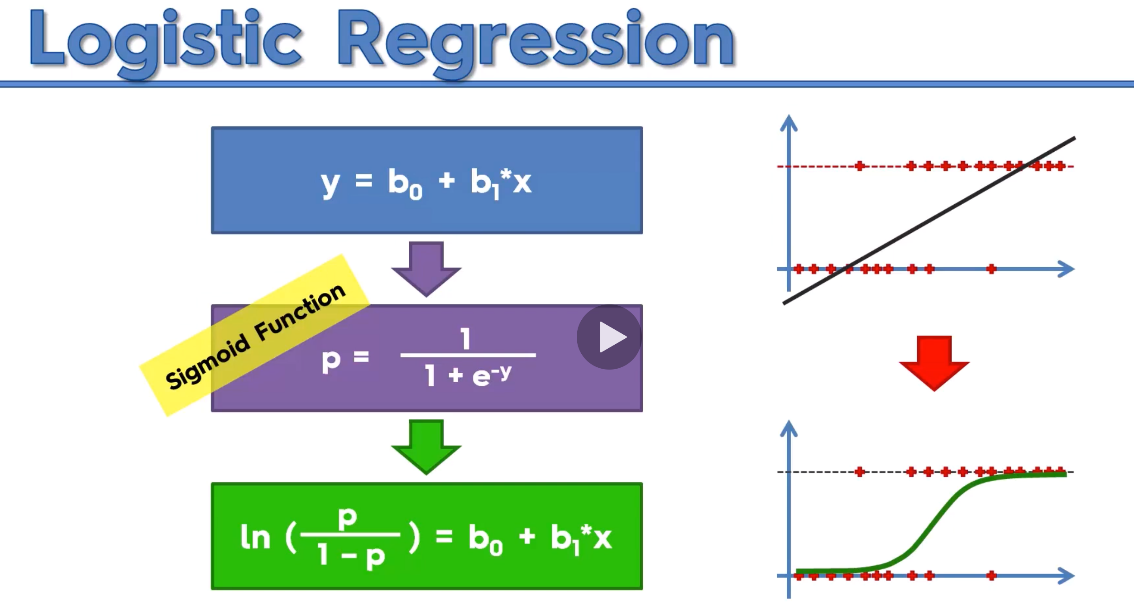 Logistic Regression
y = b₀ + b₁*x
Sigmoid Function
p = 1 / 1 + e⁻ʸ
ln ( p / 1 – p ) = b₀ + b₁*x